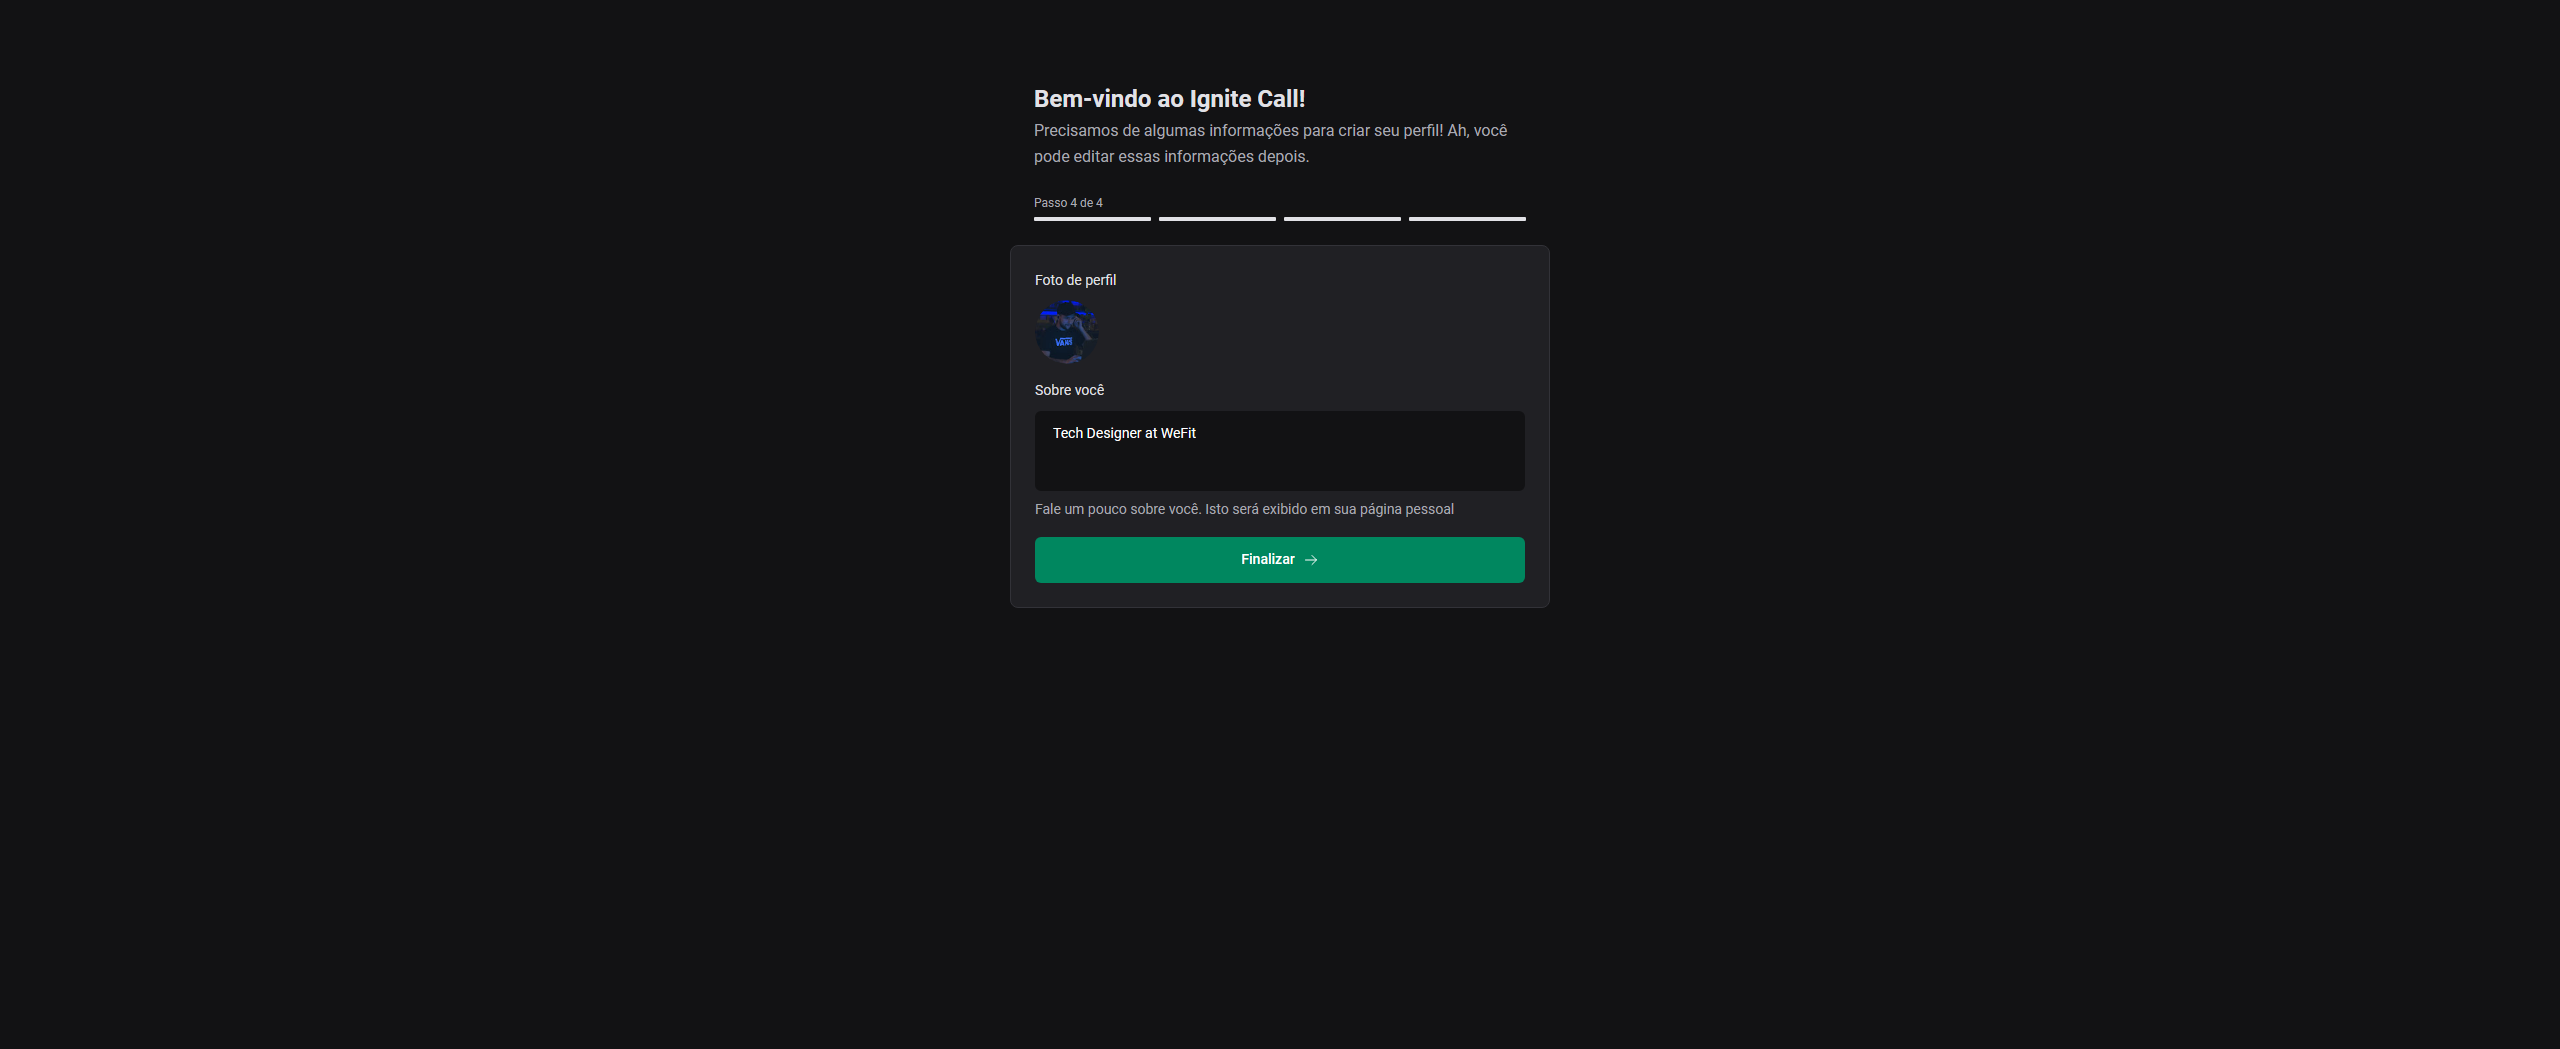 Bem-vindo ao Ignite Call!
Precisamos de algumas informações para criar seu perfil! Ah, você
pode editar essas informações depois.
Passo 4 de 4
Foto de perfil
VANS
Sobre você
Tech Designer at WeFit
Fale um pouco sobre você. Isto será exibido em sua página pessoal
Finalizar